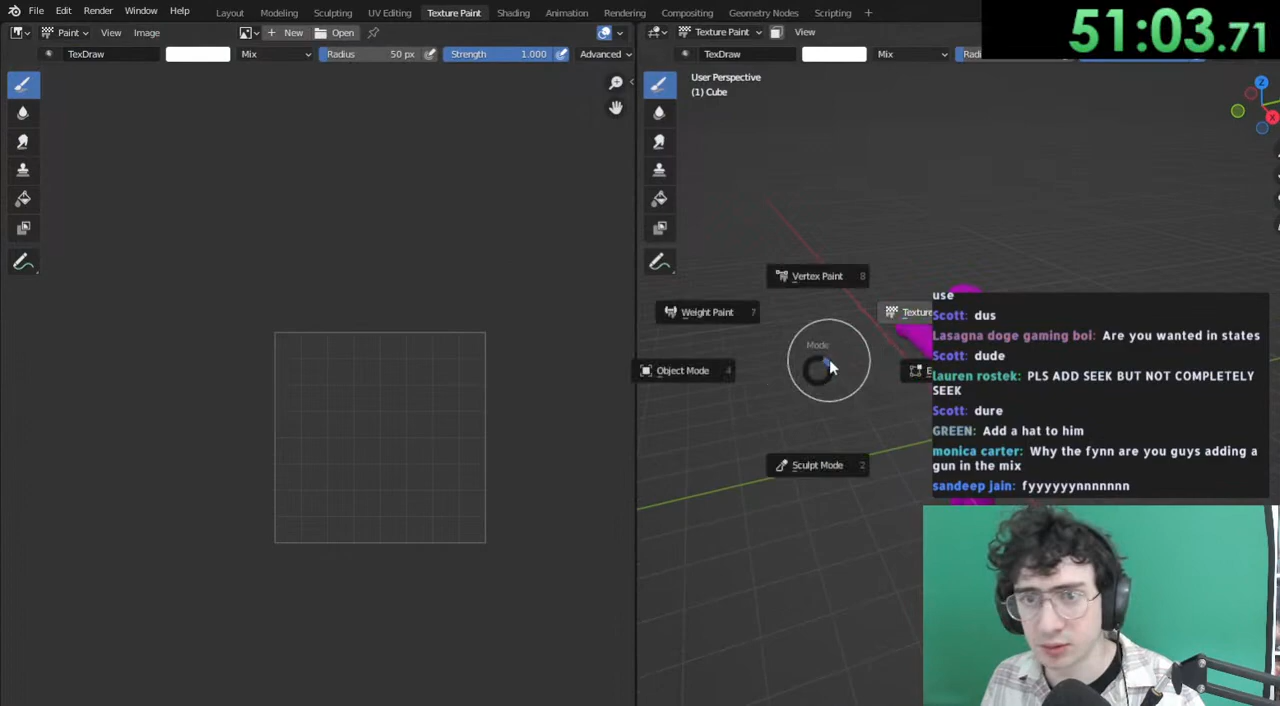 File Edit Render Window Help Layout Modeling Sculpting UV Editing Texture Paint Shading Animation Rendering Compositing Geometry Nodes Scripting +
51:03.71
Paint View Image + New Open
Texture Paint View
TexDraw Mix Radius 50 px Strength 1.000 Advanced
TexDraw Mix
User Perspective
(1) Cube
Z
X
Vertex Paint 8
Weight Paint 7
Texture
Mode
Object Mode 4
Sculpt Mode 2
use
Scott: dus
Lasagna doge gaming boi: Are you wanted in states
Scott: dude
lauren rostek: PLS ADD SEEK BUT NOT COMPLETELY
SEEK
Scott: dure
GREEN: Add a hat to him
monica carter: Why the fynn are you guys adding a
gun in the mix
sandeep jain: fyyyyyynnnnnnn